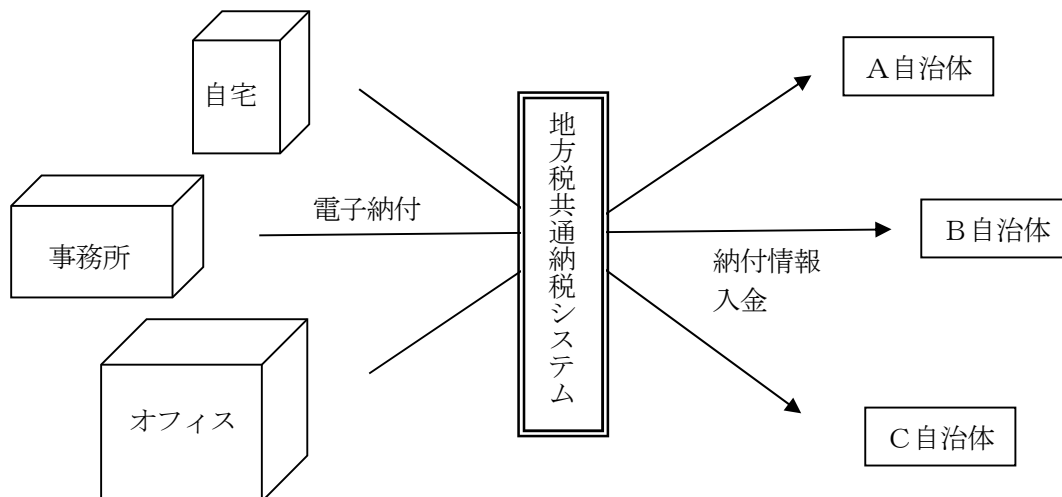 自宅
事務所
オフィス
電子納付
地方税共通納税システム
納付情報
入金
Ａ自治体
Ｂ自治体
Ｃ自治体